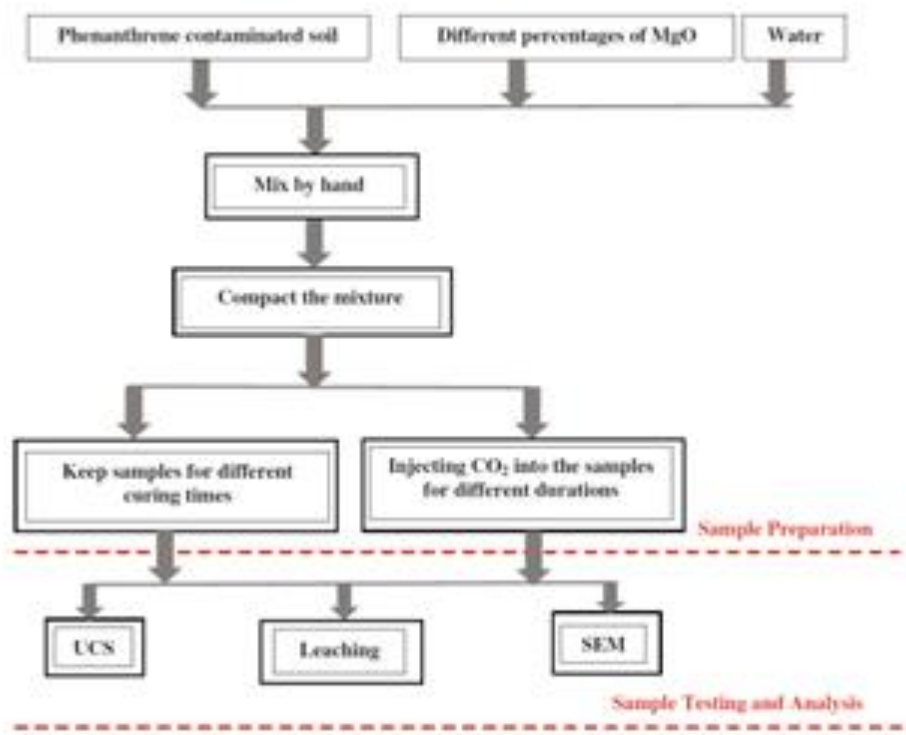 Phenanthrene contaminated soil
Different percentages of MgO
Water
Mix by hand
Compact the mixture
Keep samples for different
curing times
Injecting CO₂ into the samples
for different durations
Sample Preparation
UCS
Leaching
SEM
Sample Testing and Analysis